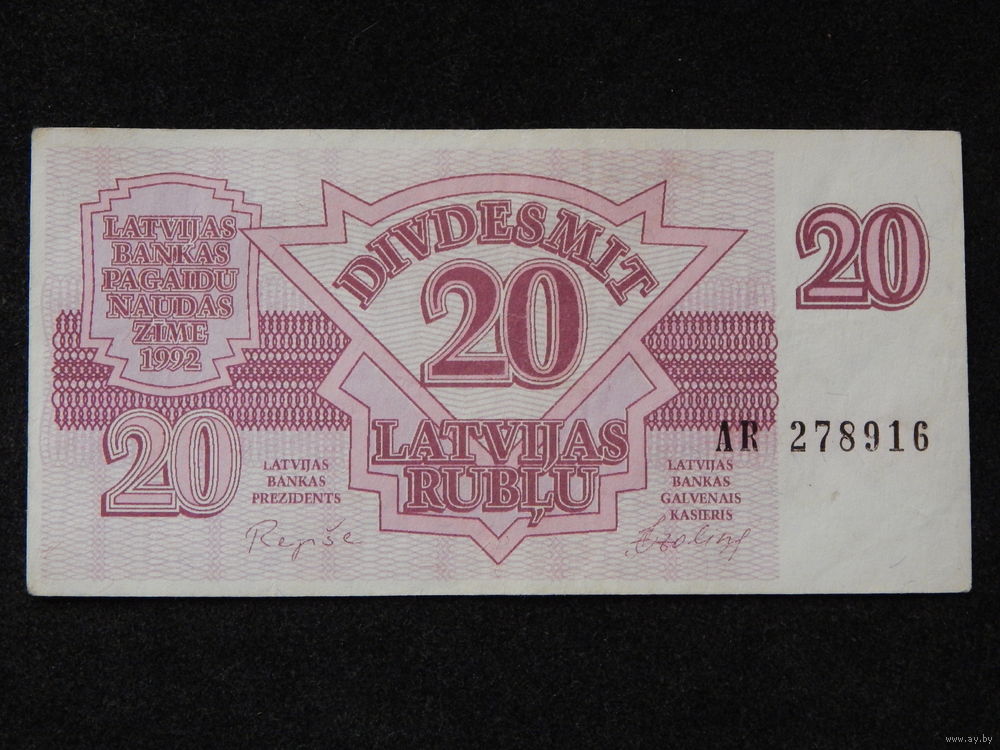 LATVIJAS
BANKAS
PAGAIDU
NAUDAS
ZĪME
1992
DIVDESMIT
20
20
20
LATVIJAS
RUBĻU
AR 278916
LATVIJAS
BANKAS
PREZIDENTS
LATVIJAS
BANKAS
GALVENAIS
KASIERIS
Repše
www.ay.by